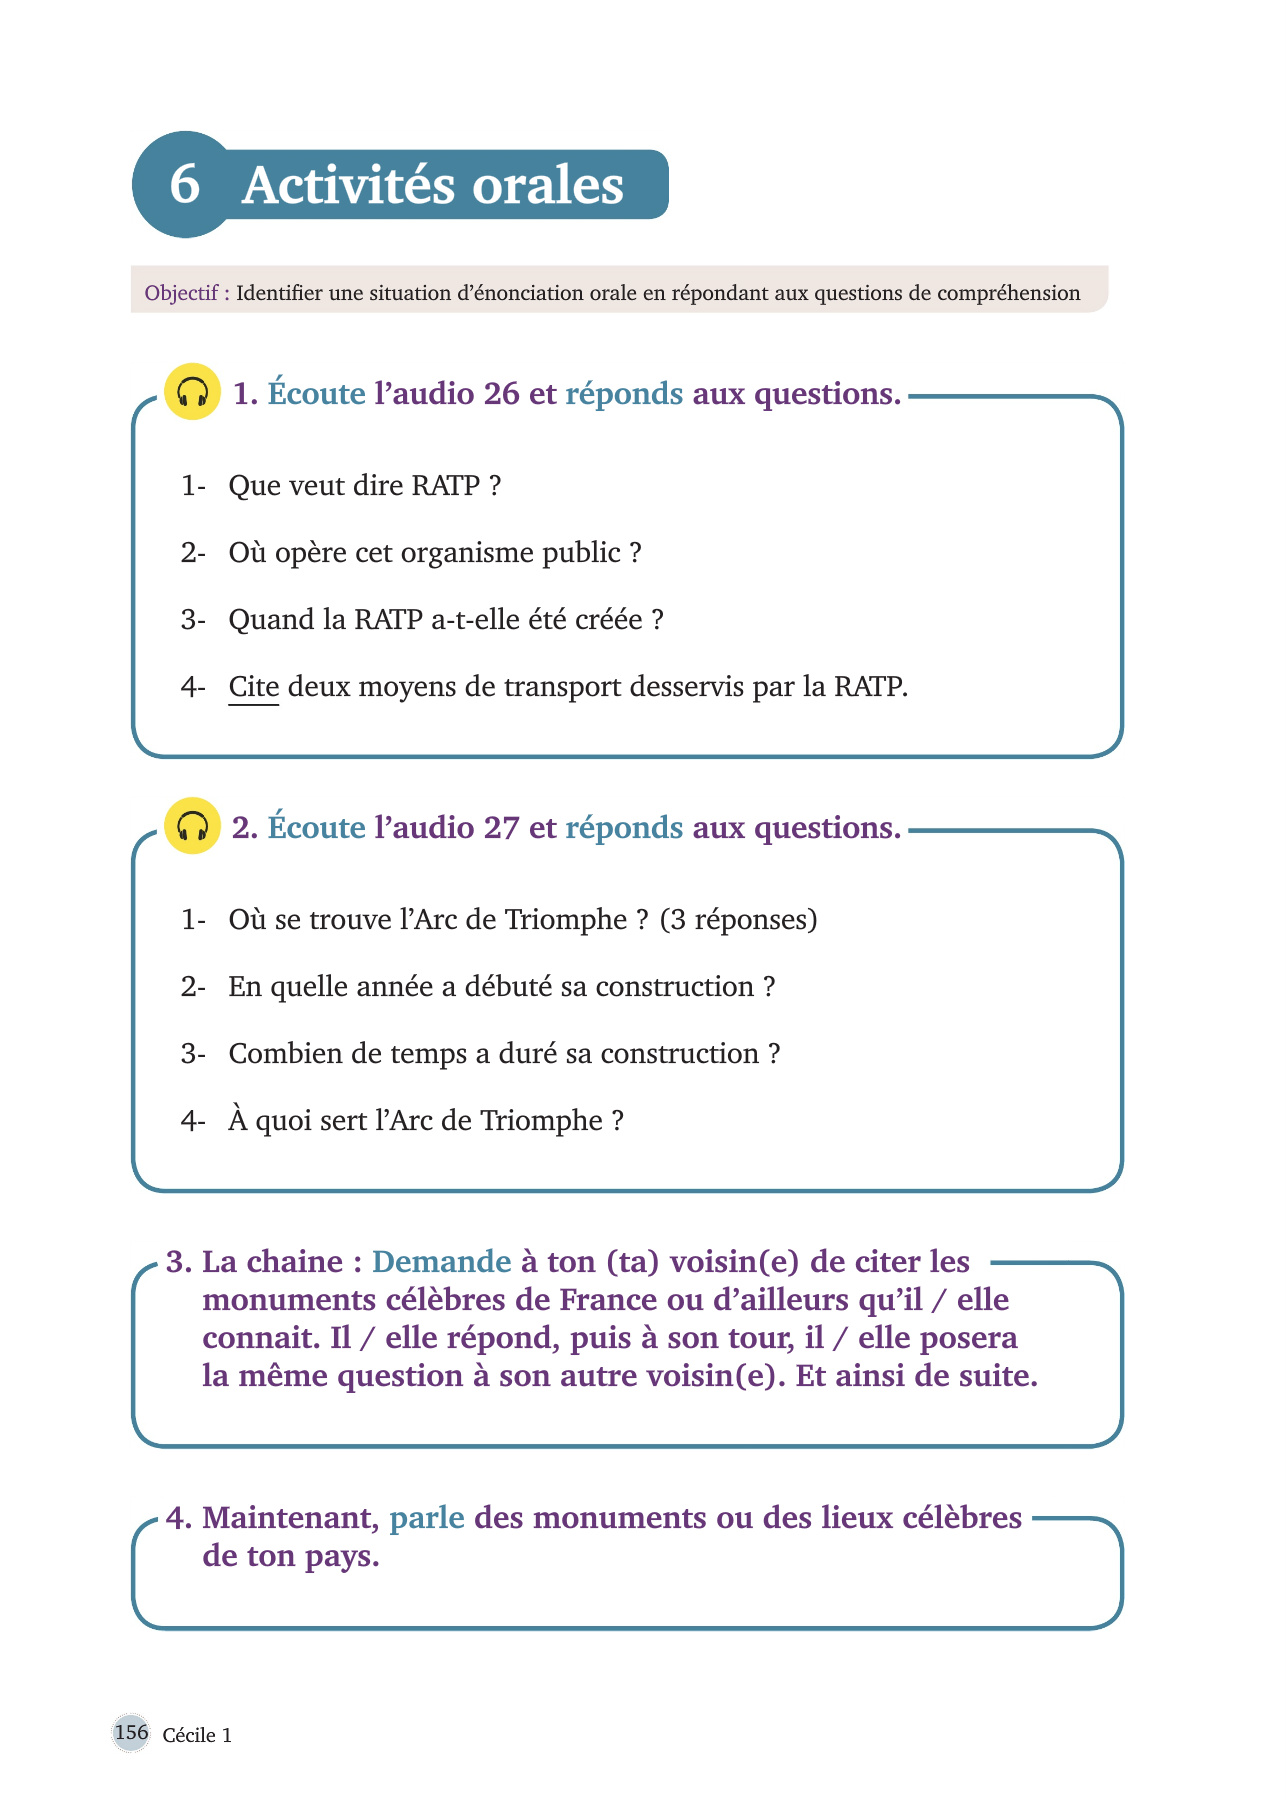 6 Activités orales
Objectif : Identifier une situation d’énonciation orale en répondant aux questions de compréhension
1. Écoute l’audio 26 et réponds aux questions.
1- Que veut dire RATP ?
2- Où opère cet organisme public ?
3- Quand la RATP a-t-elle été créée ?
4- Cite deux moyens de transport desservis par la RATP.
2. Écoute l’audio 27 et réponds aux questions.
1- Où se trouve l’Arc de Triomphe ? (3 réponses)
2- En quelle année a débuté sa construction ?
3- Combien de temps a duré sa construction ?
4- À quoi sert l’Arc de Triomphe ?
3. La chaine : Demande à ton (ta) voisin(e) de citer les
monuments célèbres de France ou d’ailleurs qu’il / elle
connait. Il / elle répond, puis à son tour, il / elle posera
la même question à son autre voisin(e). Et ainsi de suite.
4. Maintenant, parle des monuments ou des lieux célèbres
de ton pays.
156 Cécile 1